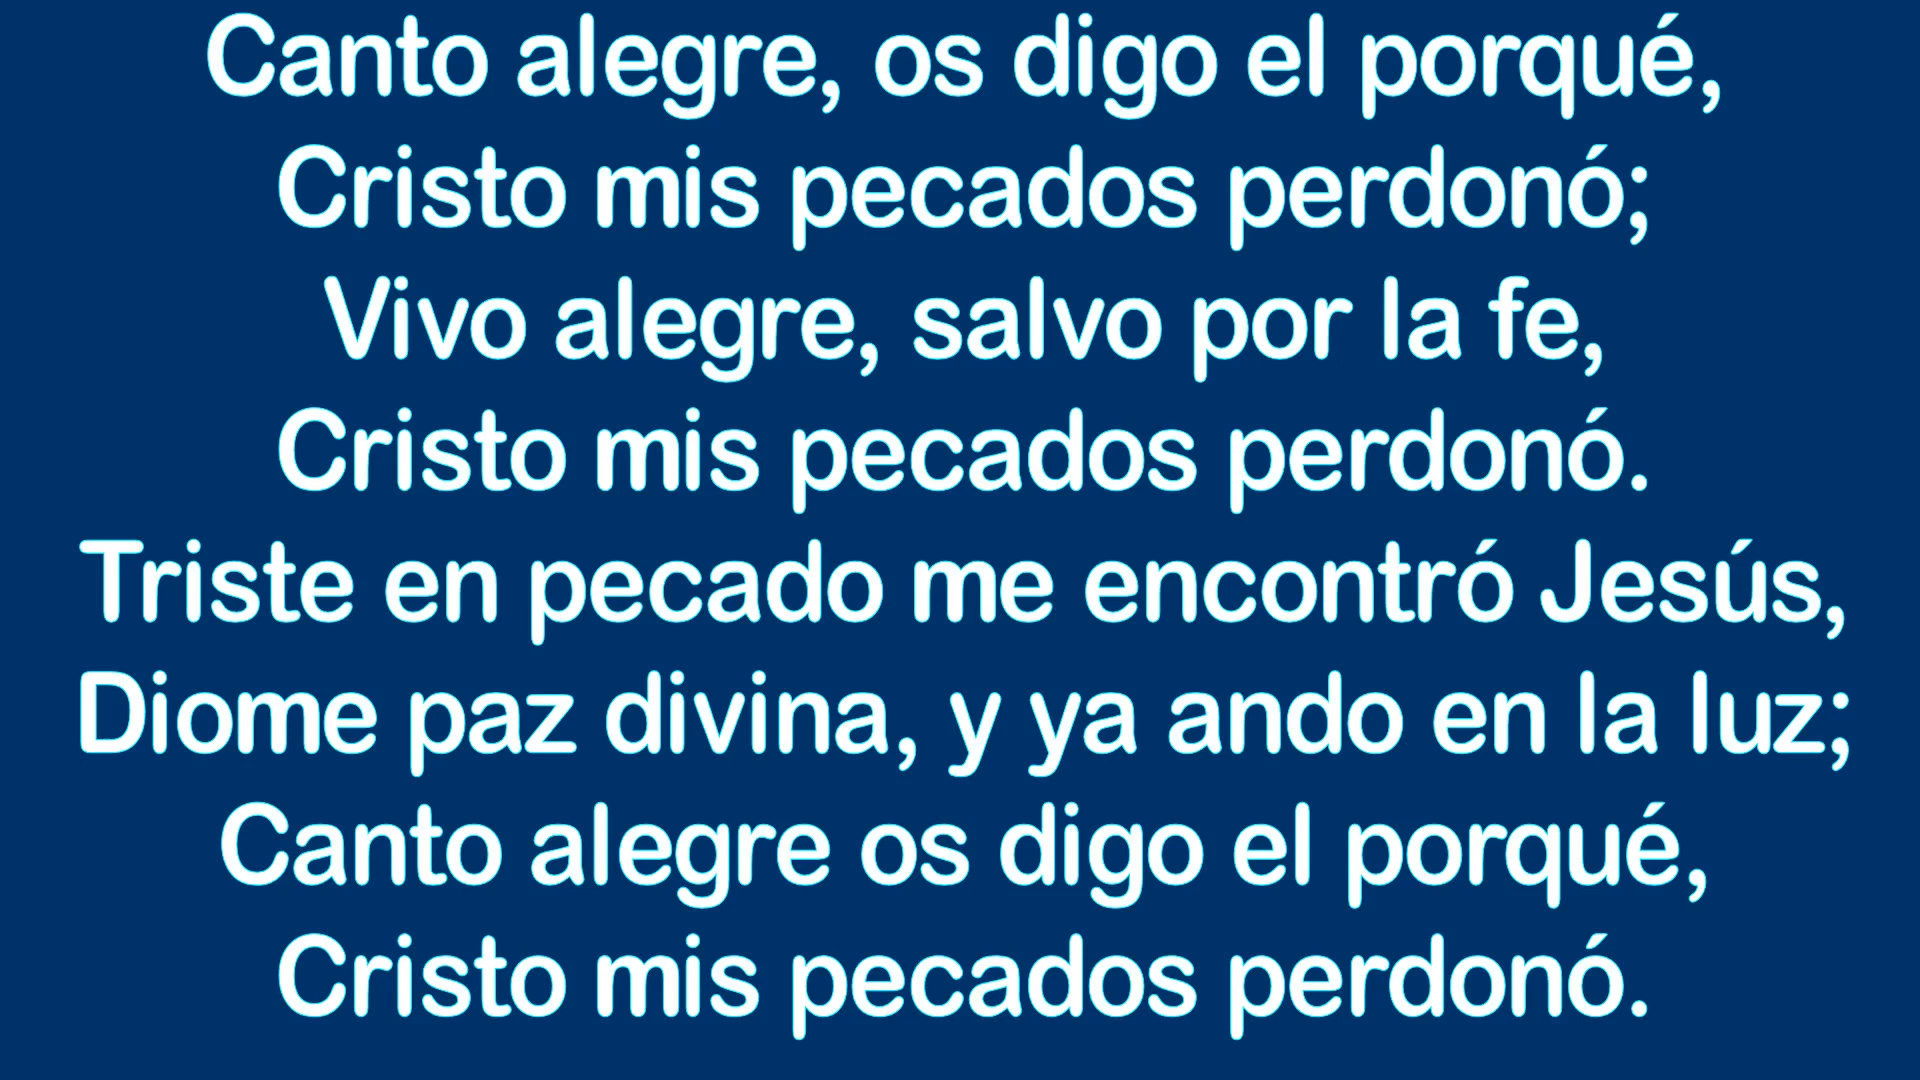 Canto alegre, os digo el porqué,
Cristo mis pecados perdonó;
Vivo alegre, salvo por la fe,
Cristo mis pecados perdonó.
Triste en pecado me encontró Jesús,
Diome paz divina, y ya ando en la luz;
Canto alegre os digo el porqué,
Cristo mis pecados perdonó.